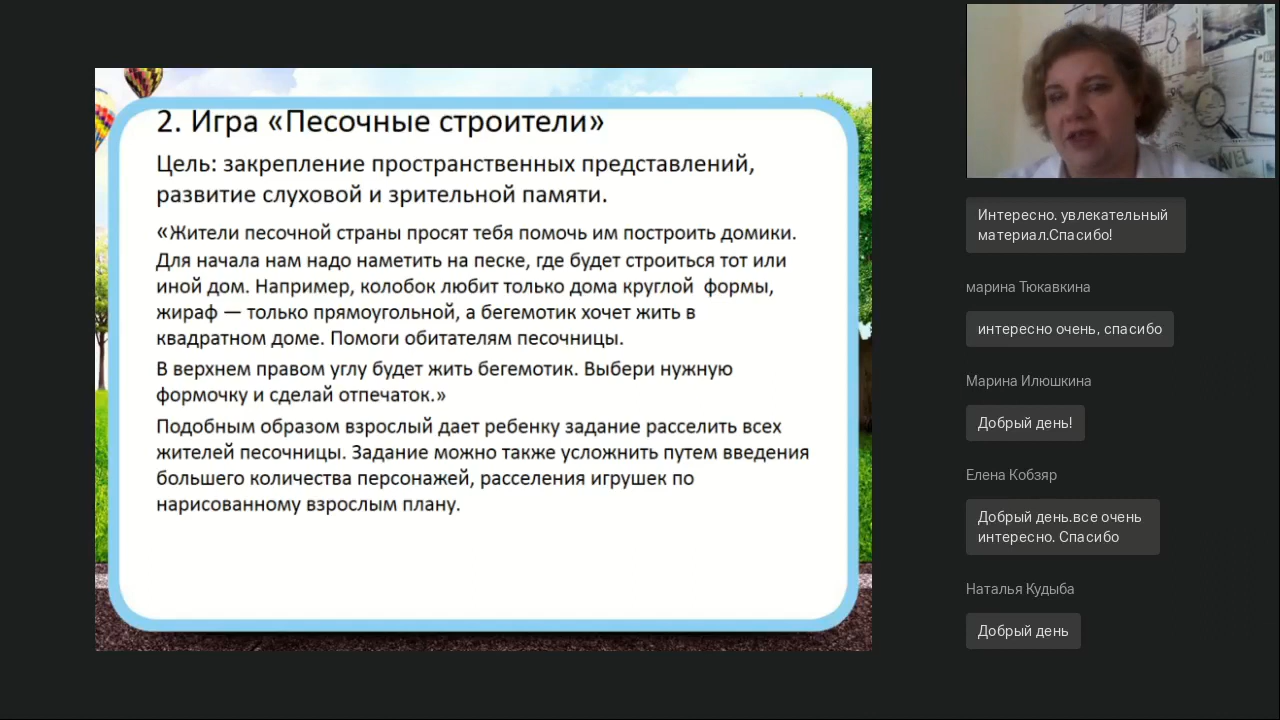 2. Игра «Песочные строители»
Цель: закрепление пространственных представлений,
развитие слуховой и зрительной памяти.
«Жители песочной страны просят тебя помочь им построить домики.
Для начала нам надо наметить на песке, где будет строиться тот или
иной дом. Например, колобок любит только дома круглой формы,
жираф — только прямоугольной, а бегемотик хочет жить в
квадратном доме. Помоги обитателям песочницы.
В верхнем правом углу будет жить бегемотик. Выбери нужную
формочку и сделай отпечаток.»
Подобным образом взрослый дает ребенку задание расселить всех
жителей песочницы. Задание можно также усложнить путем введения
большего количества персонажей, расселения игрушек по
нарисованному взрослым плану.
TRAVEL
Интересно. увлекательный
материал.Спасибо!
марина Тюкавкина
интересно очень, спасибо
Марина Илюшкина
Добрый день!
Елена Кобзяр
Добрый день.все очень
интересно. Спасибо
Наталья Кудыба
Добрый день